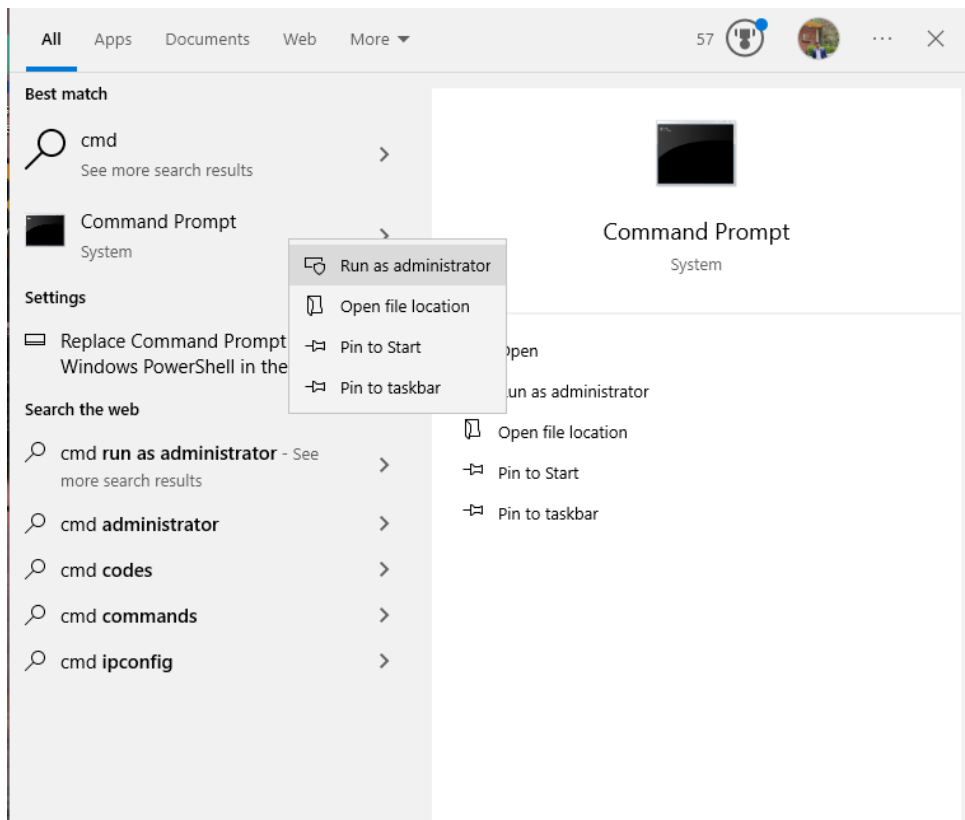 All Apps Documents Web More 57
Best match
cmd
See more search results
Command Prompt
System
Settings
Replace Command Prompt
Windows PowerShell in the
Search the web
cmd run as administrator - See
more search results
cmd administrator
cmd codes
cmd commands
cmd ipconfig
Run as administrator
Open file location
Pin to Start
Pin to taskbar
Command Prompt
System
as administrator
Open file location
Pin to Start
Pin to taskbar